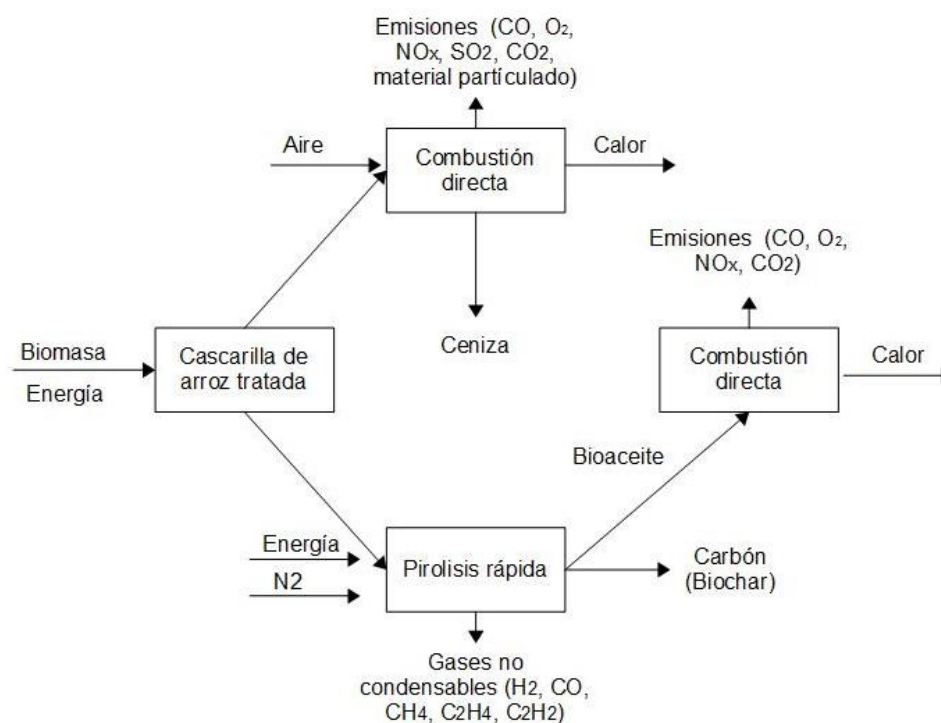 Emisiones (CO, O2,
NOx, SO2, CO2,
material partículado)
Aire
Combustión
directa
Calor
Emisiones (CO, O2,
NOx, CO2)
Ceniza
Biomasa
Energía
Cascarilla de
arroz tratada
Combustión
directa
Calor
Bioaceite
Energía
N2
Pirolisis rápida
Carbón
(Biochar)
Gases no
condensables (H2, CO,
CH4, C2H4, C2H2)